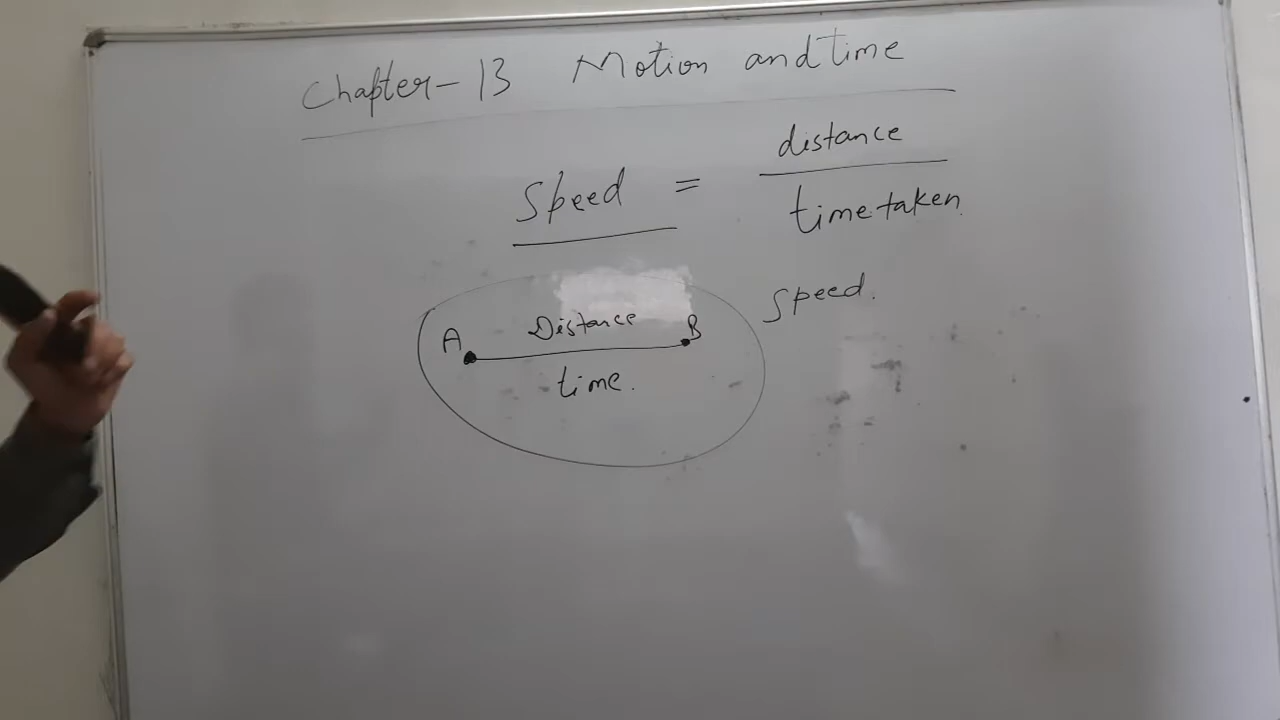 Chapter-13 Motion and time
Speed = distance
time taken
Speed.
A Distance B
time.